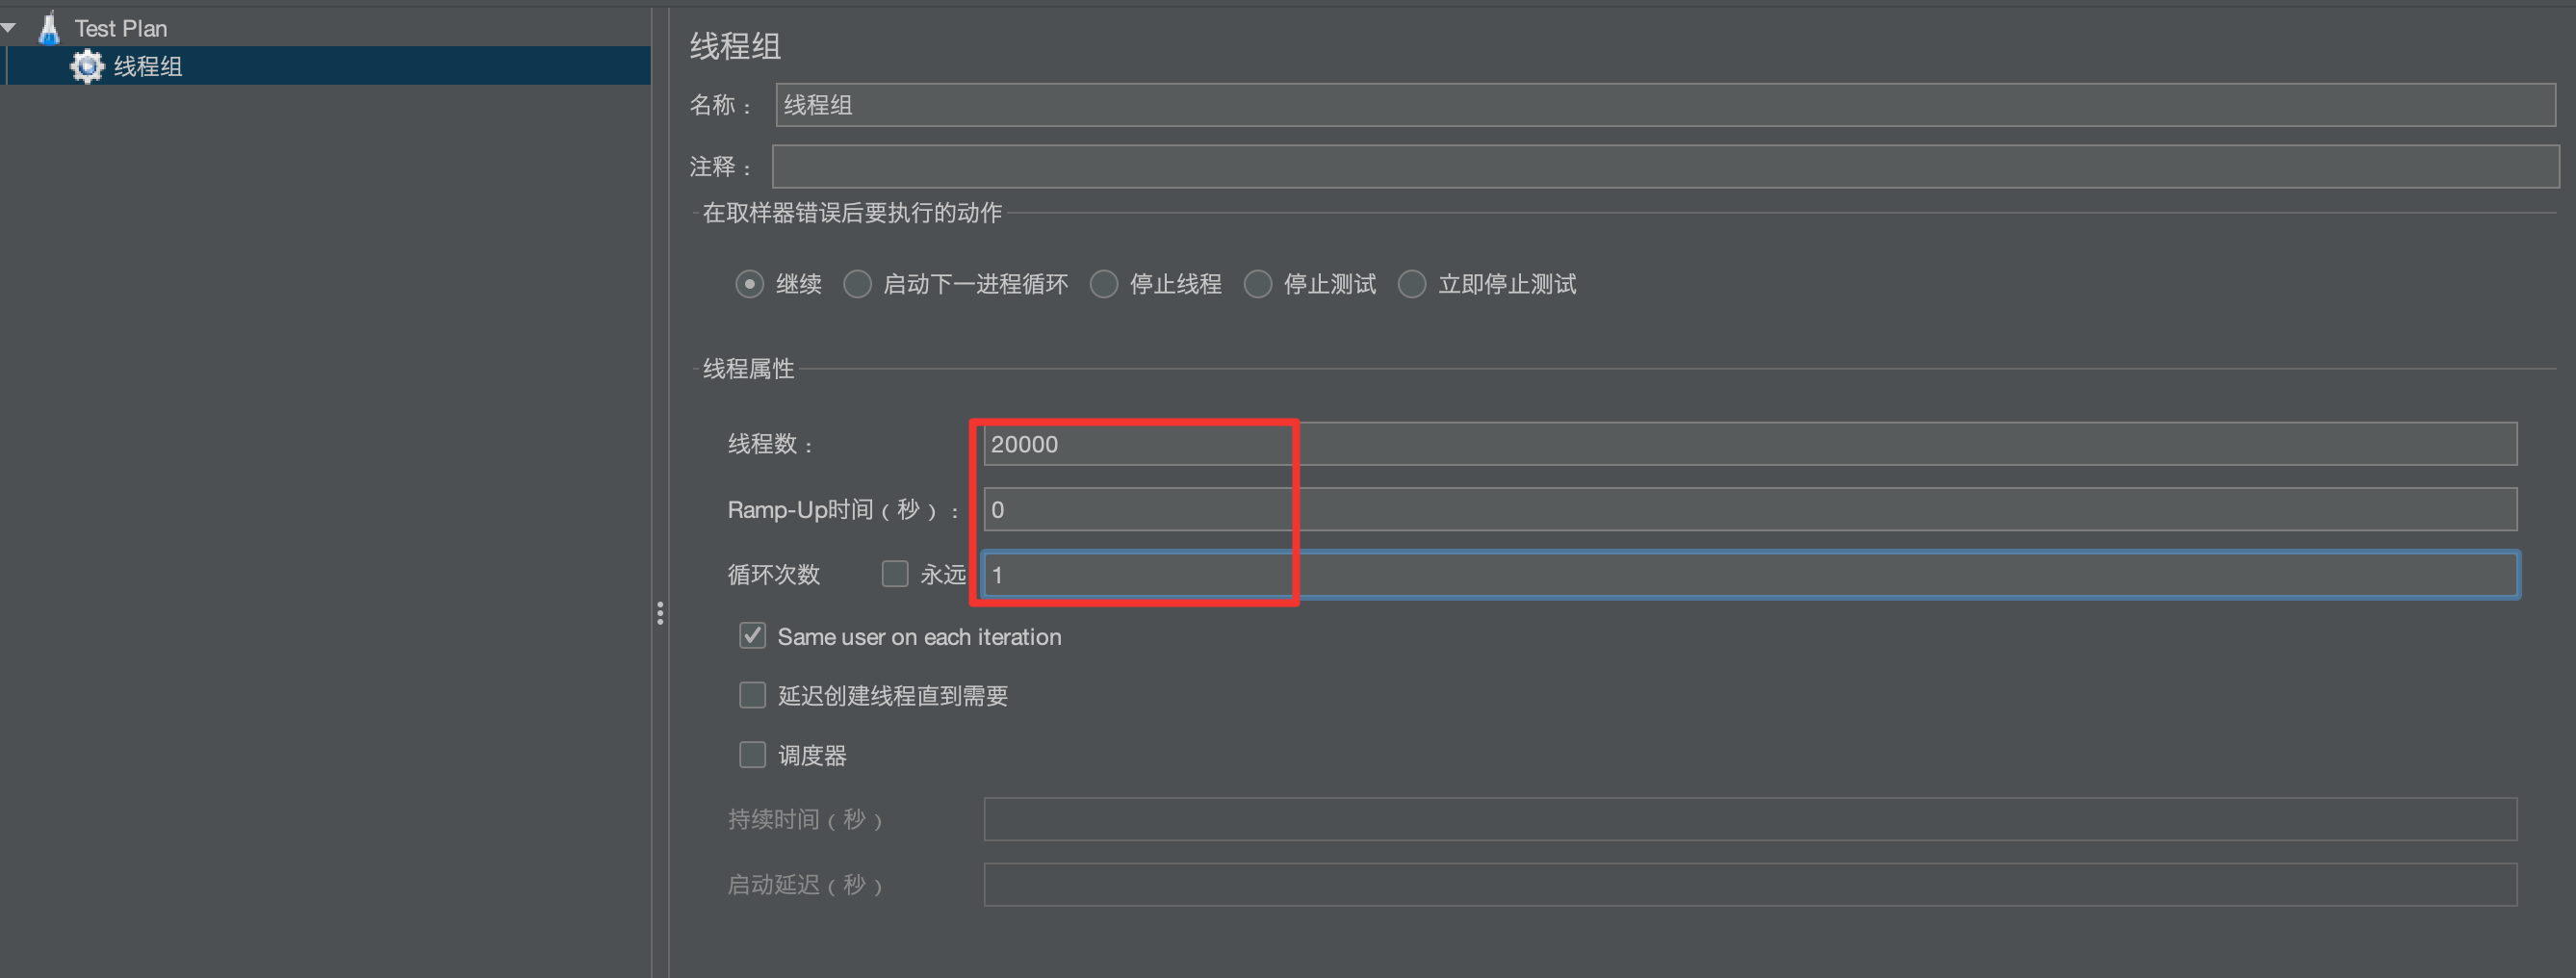 Test Plan
线程组
线程组
名称： 线程组
注释：
在取样器错误后要执行的动作
继续 启动下一进程循环 停止线程 停止测试 立即停止测试
线程属性
线程数： 20000
Ramp-Up时间（秒）： 0
循环次数 永远 1
Same user on each iteration
延迟创建线程直到需要
调度器
持续时间（秒）
启动延迟（秒）